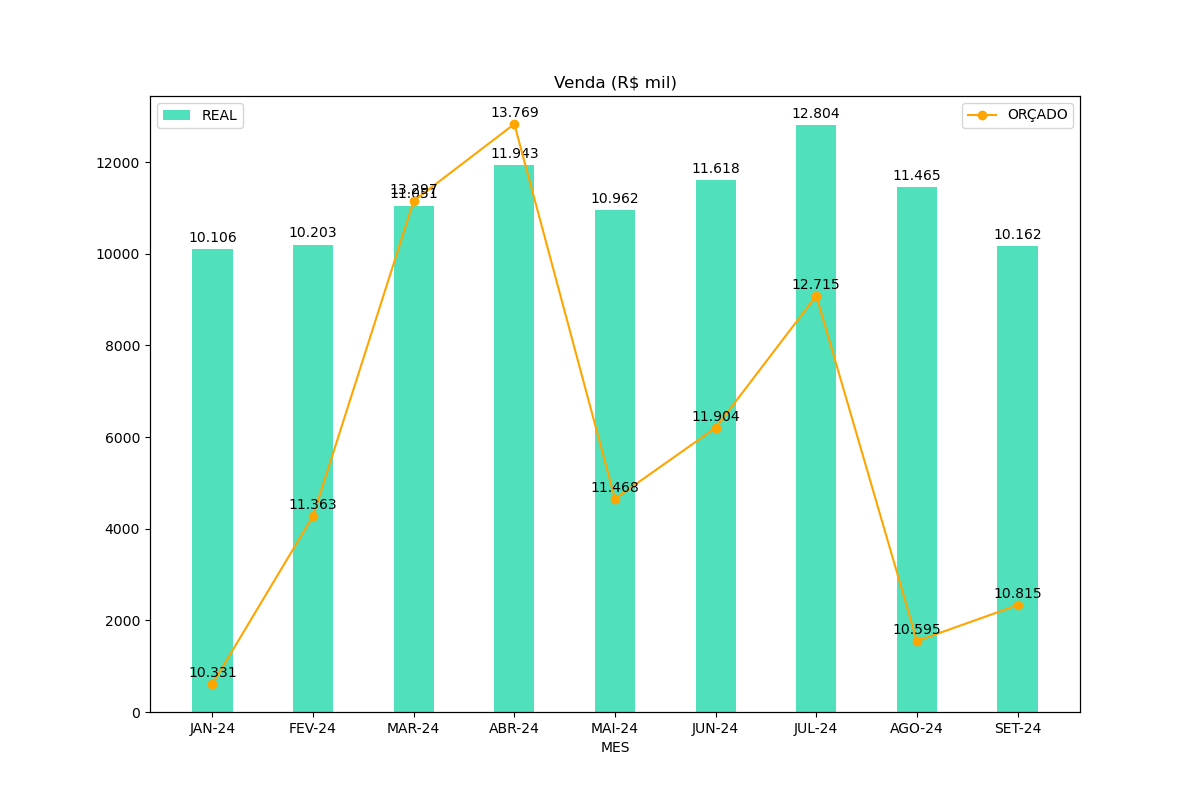 Venda (R$ mil)
REAL
ORÇADO
12000
10000
8000
6000
4000
2000
0
10.106
10.203
11.051
11.943
10.962
11.618
12.804
11.465
10.162
10.331
11.363
13.297
13.769
11.468
11.904
12.715
10.595
10.815
JAN-24
FEV-24
MAR-24
ABR-24
MAI-24
JUN-24
JUL-24
AGO-24
SET-24
MES